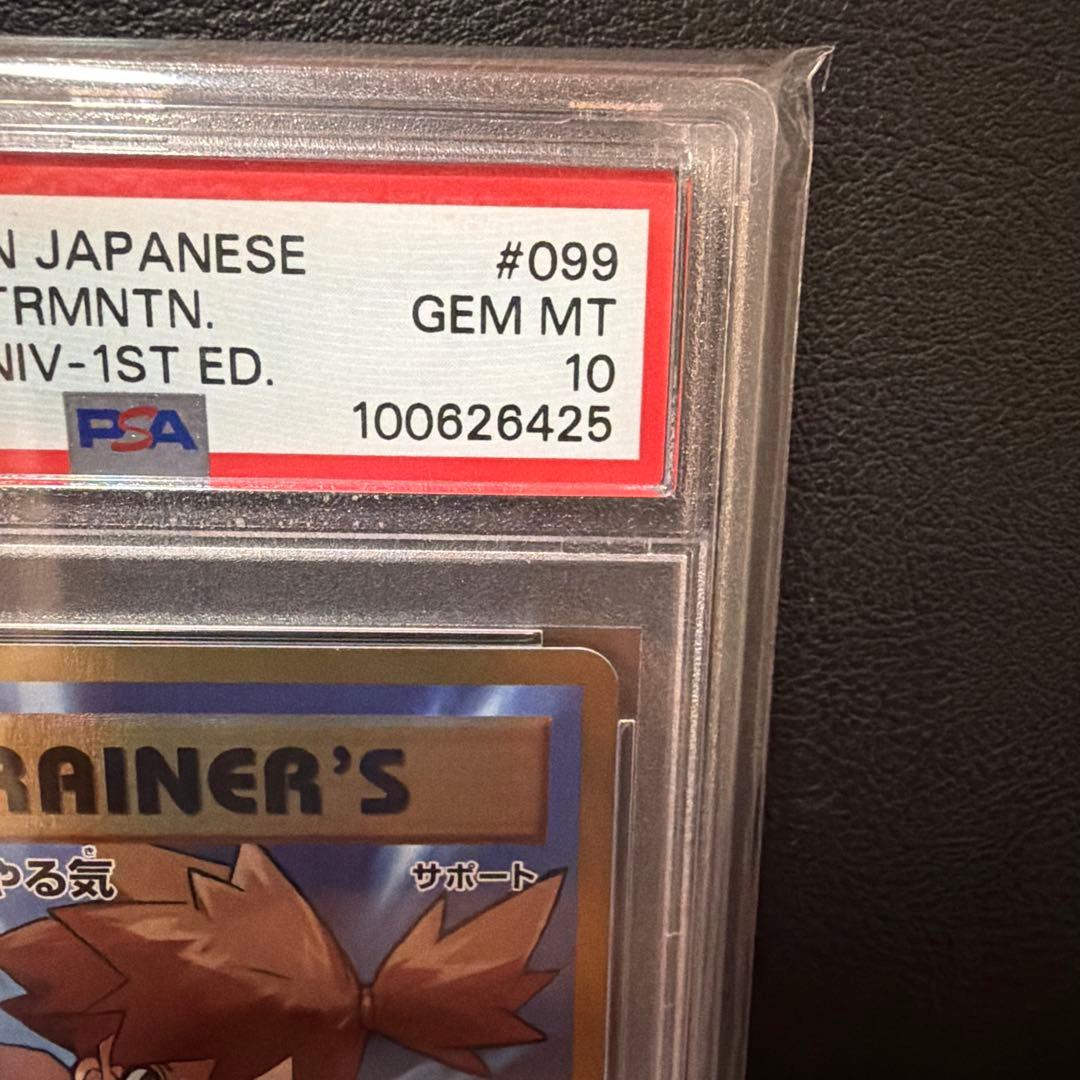 N JAPANESE #099
TRMNTN. GEM MT
NIV-1ST ED. 10
PSA 100626425
RAINER'S
やる気
き
サポート